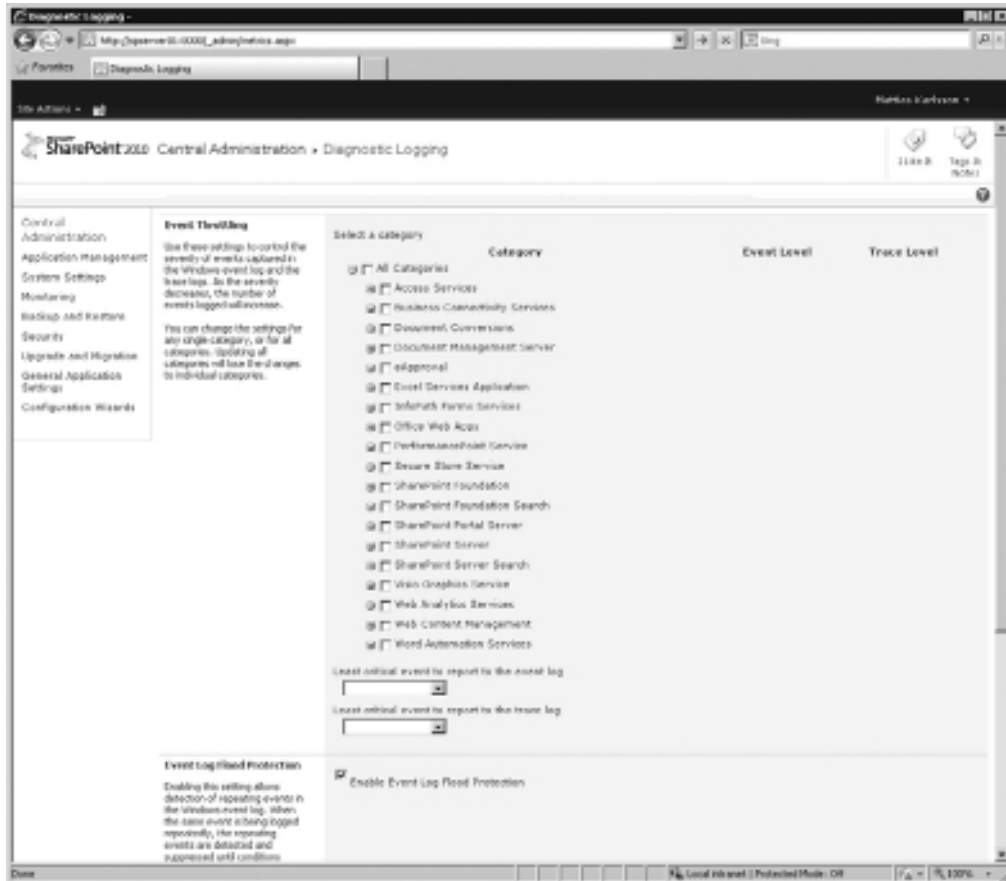 Diagnostic Logging -
Favorites
Diagnostic Logging
Site Actions
Mattias Karlsson
Microsoft
SharePoint 2010 Central Administration Diagnostic Logging
I Like It
Tags & Notes
Central Administration
Application Management
System Settings
Monitoring
Backup and Restore
Security
Upgrade and Migration
General Application Settings
Configuration Wizards
Event Throttling
Use these settings to control the
severity of events captured in
the Windows event log and the
trace logs. As the severity
decreases, the number of
events logged will increase.
You can change the settings for
any single category, or for all
categories. Updating all
categories will lose the changes
to individual categories.
Select a category
Category Event Level Trace Level
All Categories
Access Services
Business Connectivity Services
Document Conversions
Document Management Server
eApproval
Excel Services Application
InfoPath Forms Services
Office Web Apps
PerformancePoint Service
Secure Store Service
SharePoint Foundation
SharePoint Foundation Search
SharePoint Portal Server
SharePoint Server
SharePoint Server Search
Visio Graphics Service
Web Analytics Services
Web Content Management
Word Automation Services
Least critical event to report to the event log
Least critical event to report to the trace log
Event Log Flood Protection
Enabling this setting allows
detection of repeating events in
the Windows event log. When
the same event is being logged
repeatedly, the repeating
events are detected and
suppressed until conditions
Enable Event Log Flood Protection
Done
Local intranet | Protected Mode: Off
100%